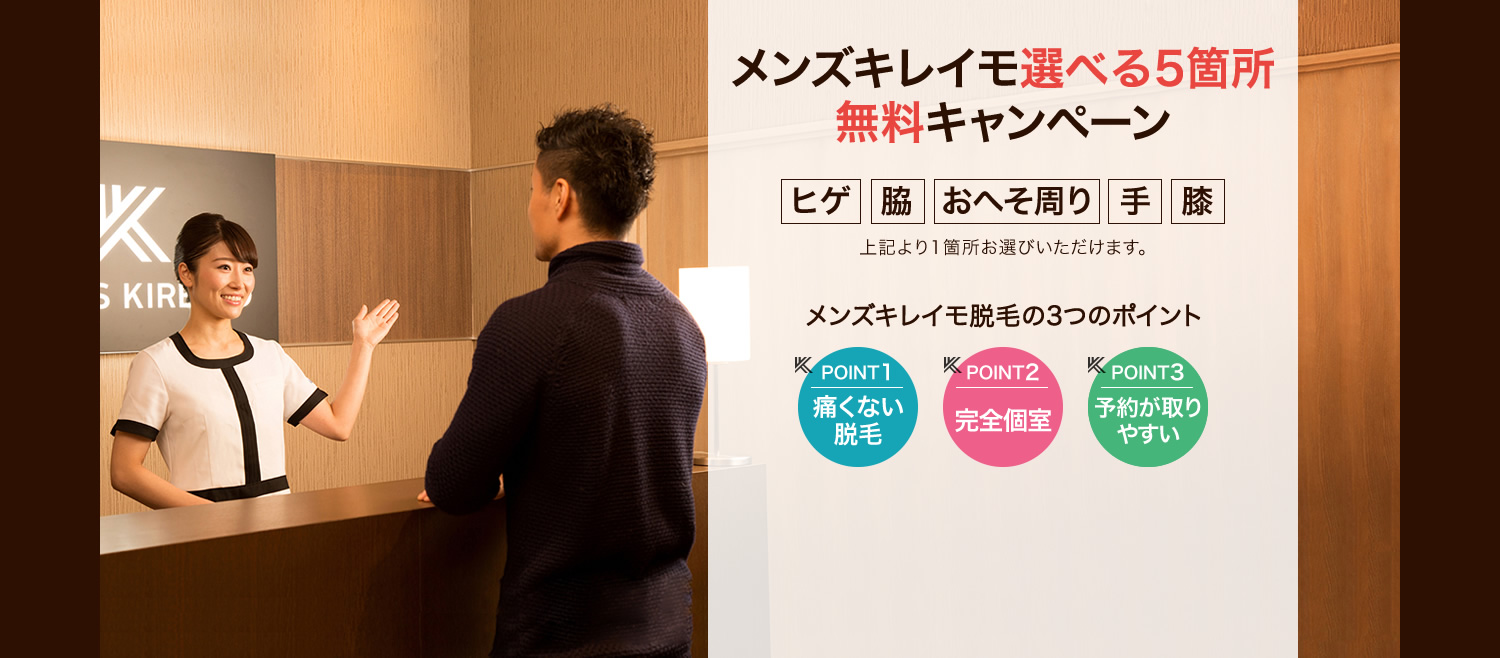 メンズキレイモ選べる5箇所
無料キャンペーン
ヒゲ 脇 おへそ周り 手 膝
上記より1箇所お選びいただけます。
メンズキレイモ脱毛の3つのポイント
POINT1
痛くない
脱毛
POINT2
完全個室
POINT3
予約が取り
やすい
S KIRE